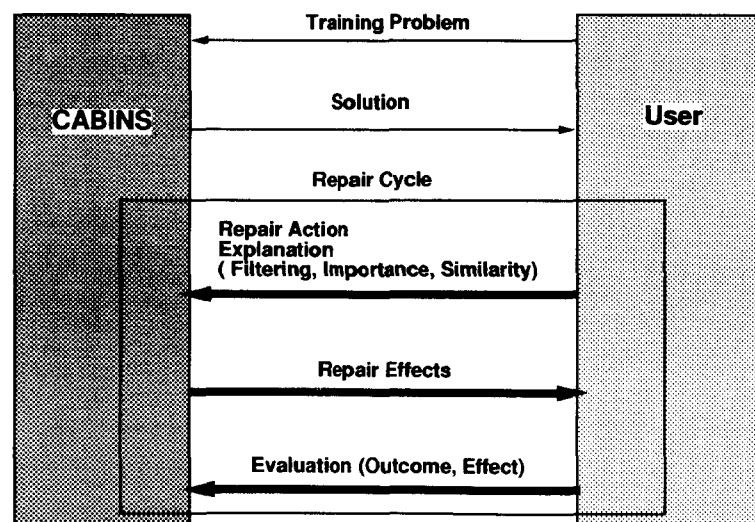 Training Problem
CABINS
Solution
User
Repair Cycle
Repair Action
Explanation
( Filtering, Importance, Similarity)
Repair Effects
Evaluation (Outcome, Effect)